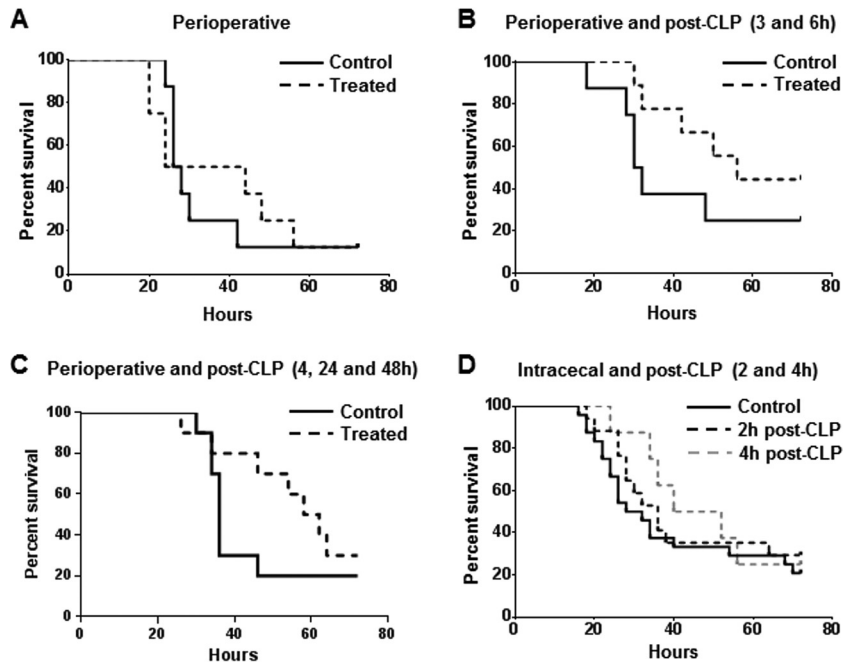 A
Perioperative
Control
Treated
Percent survival
100
80
60
40
20
0
0
20
40
60
80
Hours
B
Perioperative and post-CLP (3 and 6h)
Control
Treated
Percent survival
100
80
60
40
20
0
0
20
40
60
80
Hours
C
Perioperative and post-CLP (4, 24 and 48h)
Control
Treated
Percent survival
100
80
60
40
20
0
0
20
40
60
80
Hours
D
Intracecal and post-CLP (2 and 4h)
Control
2h post-CLP
4h post-CLP
Percent survival
100
80
60
40
20
0
0
20
40
60
80
Hours